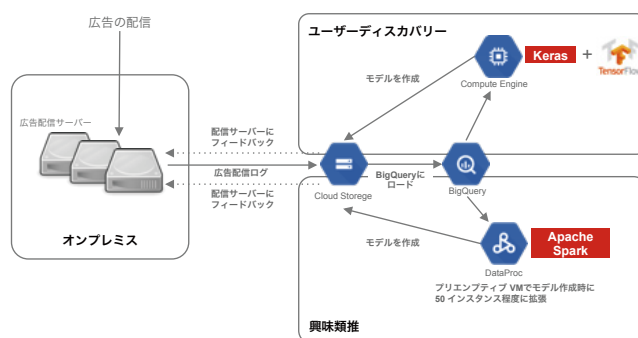 広告の配信
ユーザーディスカバリー
Keras
+
TensorFlow
Compute Engine
モデルを作成
広告配信サーバー
配信サーバーに
フィードバック
広告配信ログ
BigQueryに
ロード
Cloud Storege
BigQuery
配信サーバーに
フィードバック
オンプレミス
モデルを作成
Apache
Spark
DataProc
プリエンプティブ VMでモデル作成時に
50 インスタンス程度に拡張
興味類推